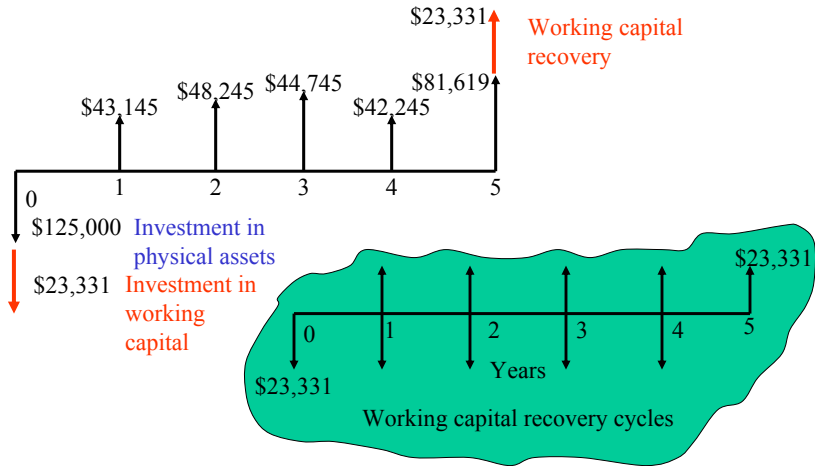 $23,331
Working capital
recovery
$43,145
$48,245
$44,745
$42,245
$81,619
0
1
2
3
4
5
$125,000
Investment in
physical assets
$23,331
Investment in
working
capital
$23,331
0
1
2
3
4
5
$23,331
Years
Working capital recovery cycles